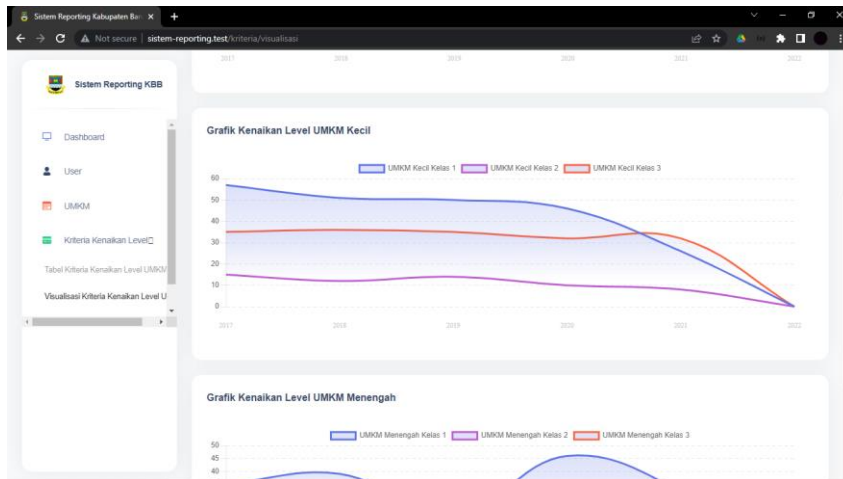 Sistem Reporting Kabupaten Ban
Not secure | sistem-reporting.test/kriteria/visualisasi
Sistem Reporting KBB
Dashboard
User
UMKM
Kriteria Kenaikan Level
Tabel Kriteria Kenaikan Level UMKM
Visualisasi Kriteria Kenaikan Level U
2017 2018 2019 2020 2021 2022
Grafik Kenaikan Level UMKM Kecil
UMKM Kecil Kelas 1 UMKM Kecil Kelas 2 UMKM Kecil Kelas 3
60
50
40
30
20
10
0
2017 2018 2019 2020 2021 2022
Grafik Kenaikan Level UMKM Menengah
UMKM Menengah Kelas 1 UMKM Menengah Kelas 2 UMKM Menengah Kelas 3
50
45
40